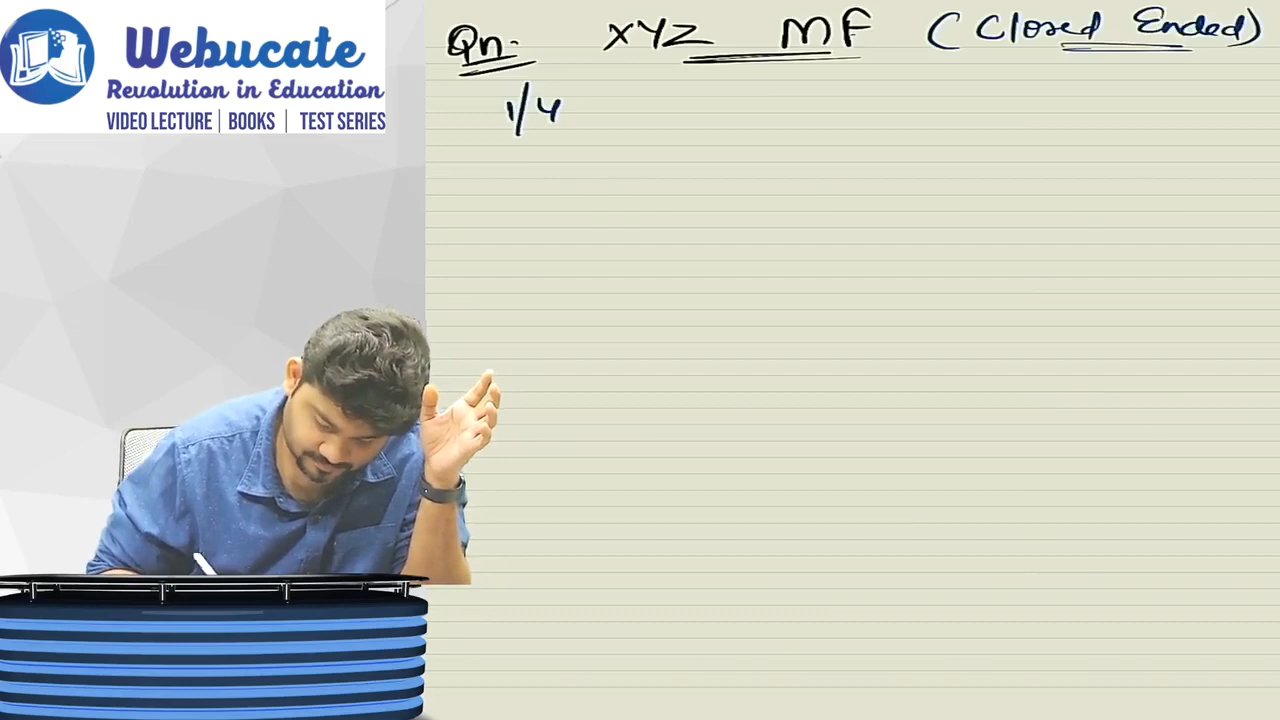 Webucate
Revolution in Education
VIDEO LECTURE | BOOKS | TEST SERIES
Qn. XYZ MF (Closed Ended)
1/4